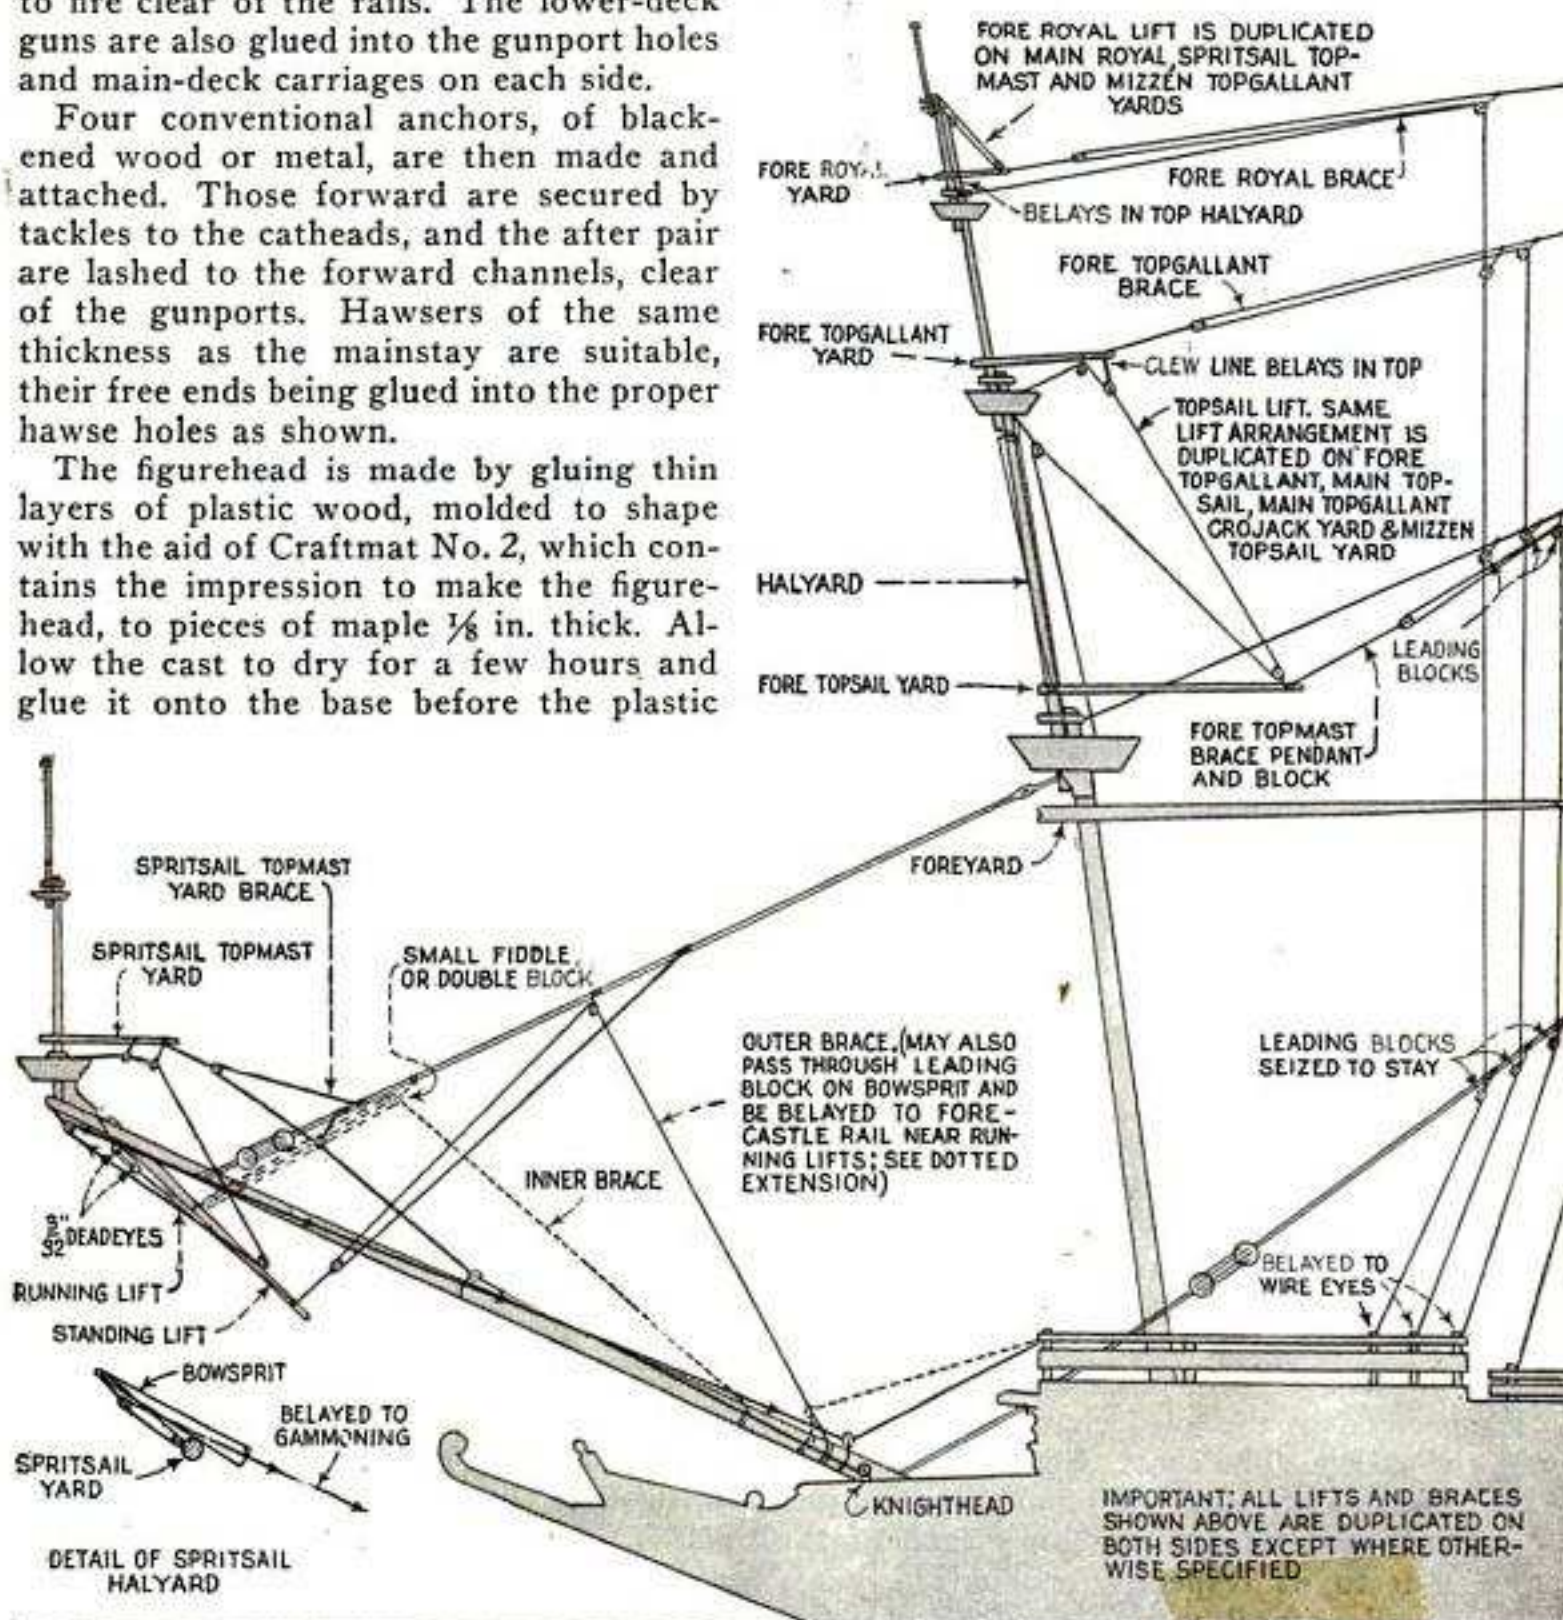 to fire clear of the rails. The lower-deck
guns are also glued into the gunport holes
and main-deck carriages on each side.
Four conventional anchors, of black-
ened wood or metal, are then made and
attached. Those forward are secured by
tackles to the catheads, and the after pair
are lashed to the forward channels, clear
of the gunports. Hawsers of the same
thickness as the mainstay are suitable,
their free ends being glued into the proper
hawse holes as shown.
The figurehead is made by gluing thin
layers of plastic wood, molded to shape
with the aid of Craftmat No. 2, which con-
tains the impression to make the figure-
head, to pieces of maple ⅛ in. thick. Al-
low the cast to dry for a few hours and
glue it onto the base before the plastic
FORE ROYAL LIFT IS DUPLICATED
ON MAIN ROYAL, SPRITSAIL TOP-
MAST AND MIZZEN TOPGALLANT
YARDS
FORE ROYAL
YARD
FORE ROYAL BRACE
BELAYS IN TOP HALYARD
FORE TOPGALLANT
BRACE
FORE TOPGALLANT
YARD
CLEW LINE BELAYS IN TOP
TOPSAIL LIFT. SAME
LIFT ARRANGEMENT IS
DUPLICATED ON FORE
TOPGALLANT, MAIN TOP-
SAIL, MAIN TOPGALLANT
CROJACK YARD & MIZZEN
TOPSAIL YARD
HALYARD
LEADING
BLOCKS
FORE TOPSAIL YARD
FORE TOPMAST
BRACE PENDANT
AND BLOCK
FOREYARD
SPRITSAIL TOPMAST
YARD BRACE
SPRITSAIL TOPMAST
YARD
SMALL FIDDLE
OR DOUBLE BLOCK
OUTER BRACE, (MAY ALSO
PASS THROUGH LEADING
BLOCK ON BOWSPRIT AND
BE BELAYED TO FORE-
CASTLE RAIL NEAR RUN-
NING LIFTS; SEE DOTTED
EXTENSION)
LEADING BLOCKS
SEIZED TO STAY
INNER BRACE
3/32" DEADEYES
RUNNING LIFT
STANDING LIFT
BELAYED TO
WIRE EYES
BOWSPRIT
BELAYED TO
GAMMONING
SPRITSAIL
YARD
KNIGHTHEAD
DETAIL OF SPRITSAIL
HALYARD
IMPORTANT: ALL LIFTS AND BRACES
SHOWN ABOVE ARE DUPLICATED ON
BOTH SIDES EXCEPT WHERE OTHER-
WISE SPECIFIED